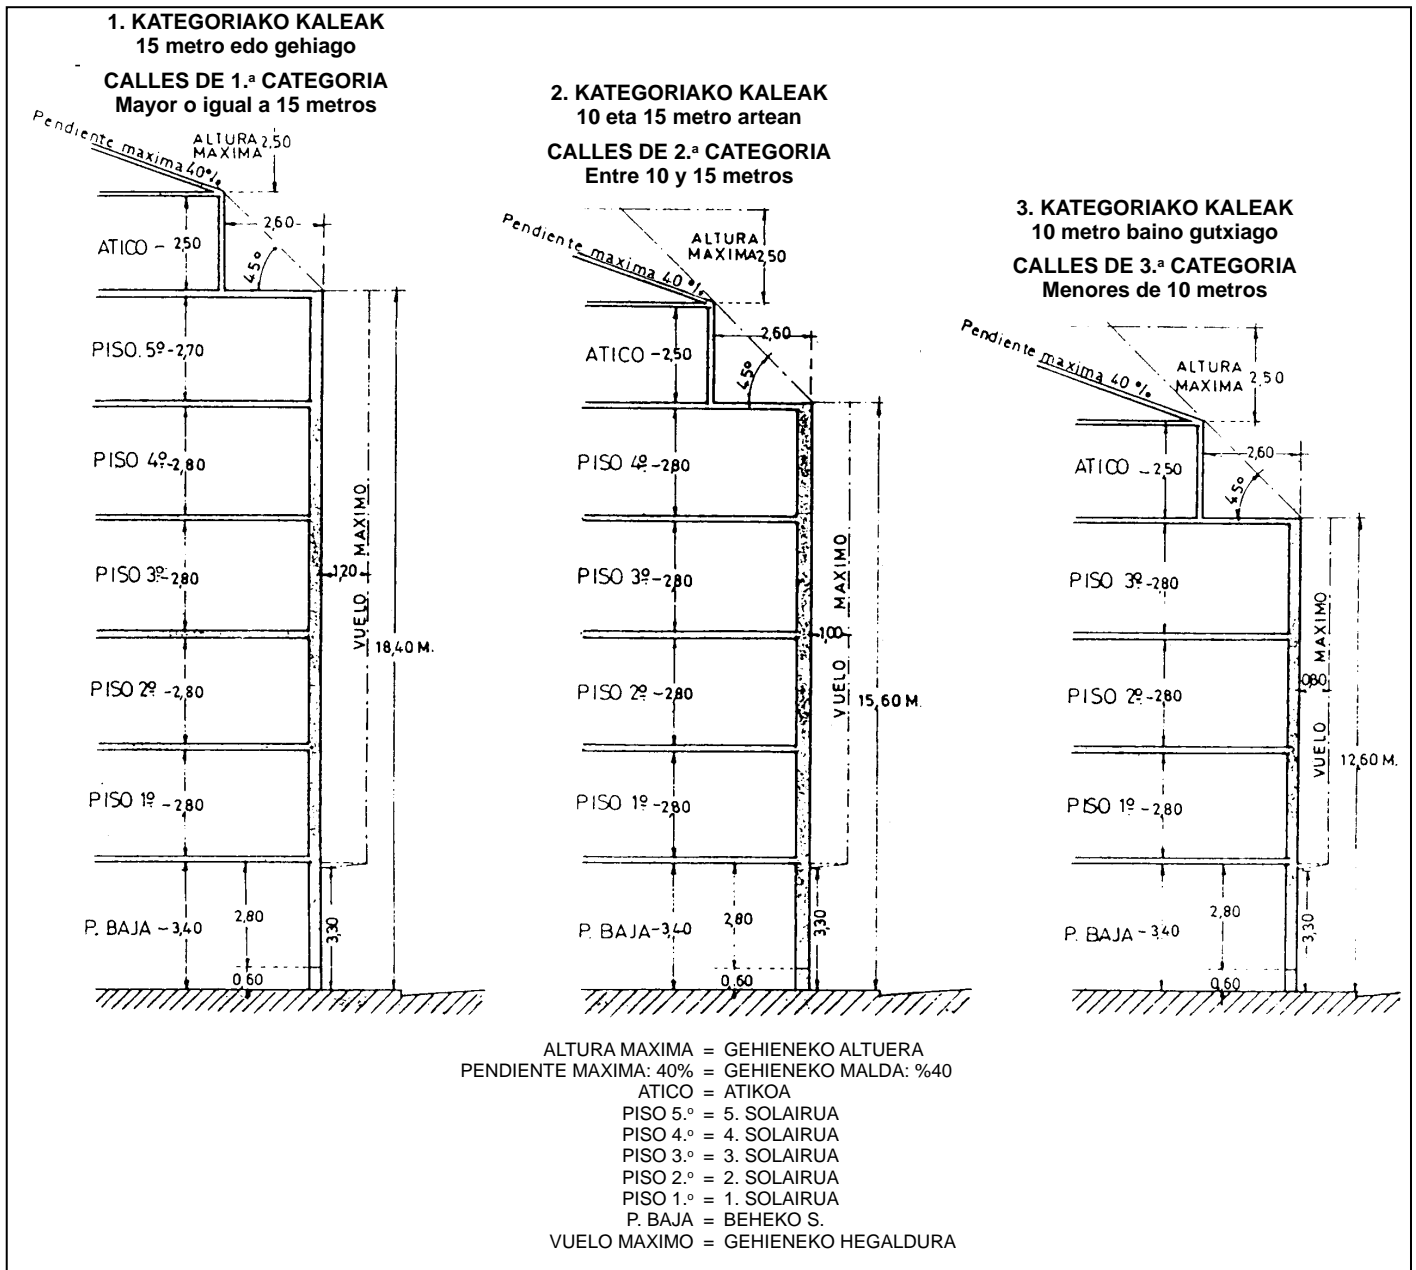 1. KATEGORIAKO KALEAK
15 metro edo gehiago
CALLES DE 1.ª CATEGORIA
Mayor o igual a 15 metros
Pendiente maxima 40%
ALTURA MAXIMA 2,50
2,60
45º
ATICO - 2,50
PISO. 5º-2,70
PISO 4º-2,80
PISO 3º-2,80
PISO 2º-2,80
PISO 1º-2,80
P. BAJA - 3,40
2,80
0,60
3,30
1,20
VUELO MAXIMO
18,40 M.
2. KATEGORIAKO KALEAK
10 eta 15 metro artean
CALLES DE 2.ª CATEGORIA
Entre 10 y 15 metros
Pendiente maxima 40%
ALTURA
MAXIMA 2,50
2,60
45º
ATICO - 2,50
PISO 4º-2,80
PISO 3º-2,80
PISO 2º-2,80
PISO 1º-2,80
P. BAJA-3,40
2,80
0,60
3,30
1,00
VUELO MAXIMO
15,60 M.
3. KATEGORIAKO KALEAK
10 metro baino gutxiago
CALLES DE 3.ª CATEGORIA
Menores de 10 metros
Pendiente maxima 40%
ALTURA
MAXIMA 2,50
2,60
45º
ATICO - 2,50
PISO 3º-2,80
PISO 2º-2,80
PISO 1º-2,80
P. BAJA - 3,40
2,80
0,60
3,30
0,80
VUELO MAXIMO
12,60 M.
ALTURA MAXIMA = GEHIENEKO ALTUERA
PENDIENTE MAXIMA: 40% = GEHIENEKO MALDA: %40
ATICO = ATIKOA
PISO 5.º = 5. SOLAIRUA
PISO 4.º = 4. SOLAIRUA
PISO 3.º = 3. SOLAIRUA
PISO 2.º = 2. SOLAIRUA
PISO 1.º = 1. SOLAIRUA
P. BAJA = BEHEKO S.
VUELO MAXIMO = GEHIENEKO HEGALDURA